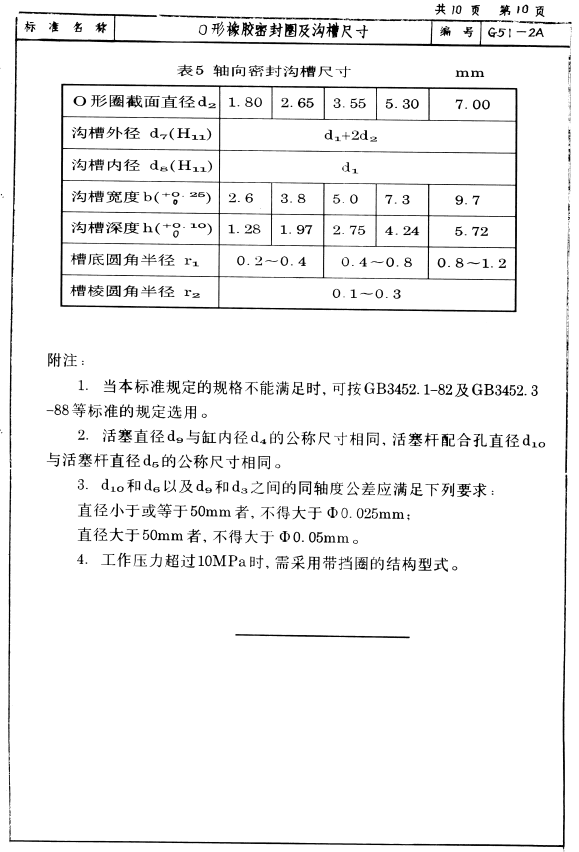 共 10 页 第 10 页
标 准 名 称 O形橡胶密封圈及沟槽尺寸 编 号 G51-2A
表5 轴向密封沟槽尺寸 mm
O形圈截面直径d₂ 1.80 2.65 3.55 5.30 7.00
沟槽外径 d₇(H₁₁) d₁+2d₂
沟槽内径 d₈(H₁₁) d₁
沟槽宽度b(+0.25 0) 2.6 3.8 5.0 7.3 9.7
沟槽深度h(+0.10 0) 1.28 1.97 2.75 4.24 5.72
槽底圆角半径 r₁ 0.2~0.4 0.4~0.8 0.8~1.2
槽棱圆角半径 r₂ 0.1~0.3
附注:
1. 当本标准规定的规格不能满足时,可按GB3452.1-82及GB3452.3
-88等标准的规定选用。
2. 活塞直径d₉与缸内径d₄的公称尺寸相同,活塞杆配合孔直径d₁₀
与活塞杆直径d₅的公称尺寸相同。
3. d₁₀和d₆以及d₉和d₃之间的同轴度公差应满足下列要求:
直径小于或等于50mm者,不得大于Φ0.025mm;
直径大于50mm者,不得大于Φ0.05mm。
4. 工作压力超过10MPa时,需采用带挡圈的结构型式。